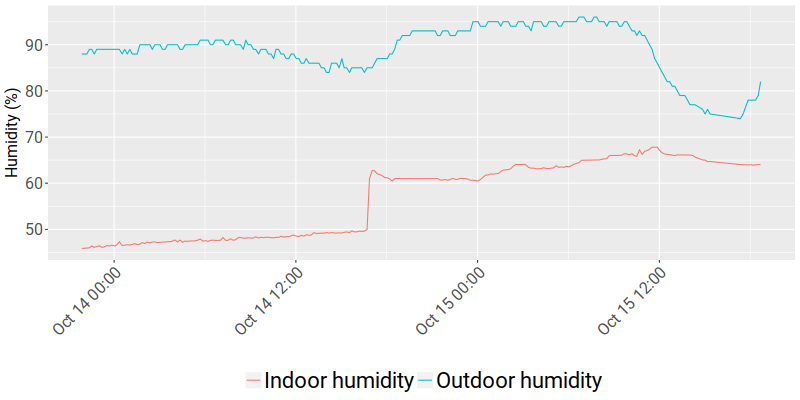 Humidity (%)
90
80
70
60
50
Oct 14 00:00
Oct 14 12:00
Oct 15 00:00
Oct 15 12:00
Indoor humidity Outdoor humidity